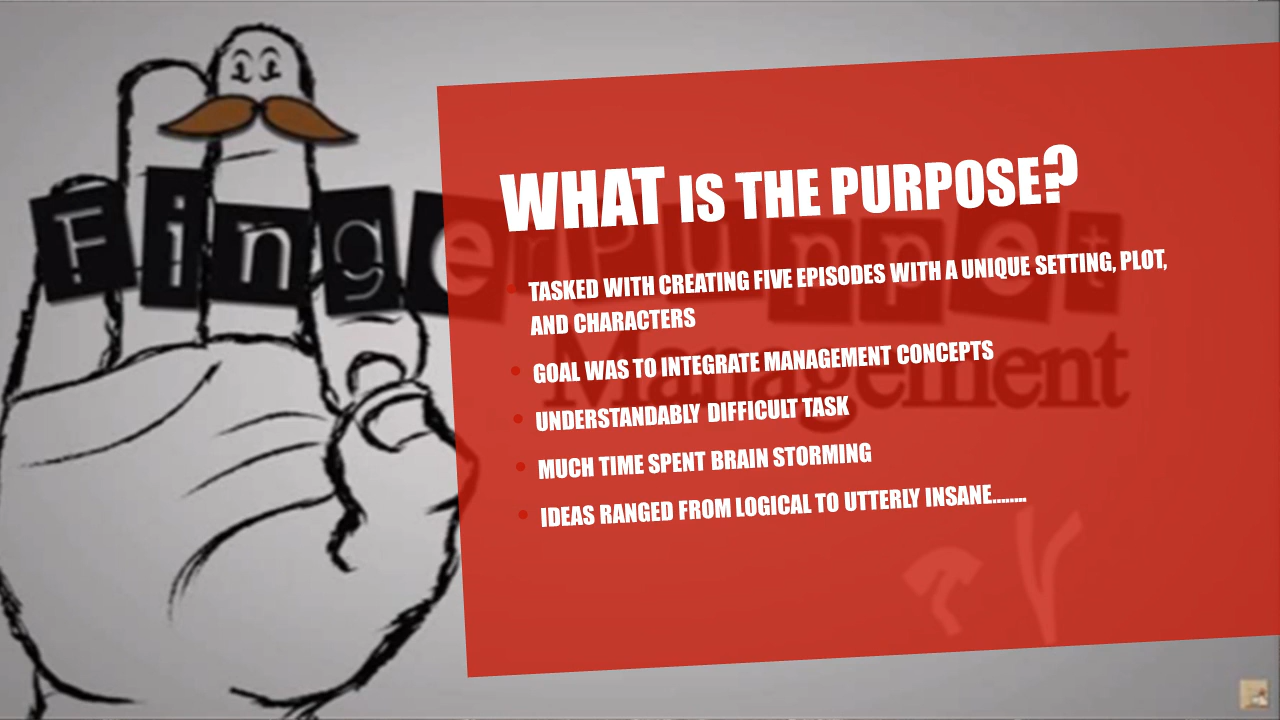 WHAT IS THE PURPOSE?
TASKED WITH CREATING FIVE EPISODES WITH A UNIQUE SETTING, PLOT,
AND CHARACTERS
GOAL WAS TO INTEGRATE MANAGEMENT CONCEPTS
UNDERSTANDABLY DIFFICULT TASK
MUCH TIME SPENT BRAIN STORMING
IDEAS RANGED FROM LOGICAL TO UTTERLY INSANE........
FingerPuppet
Management